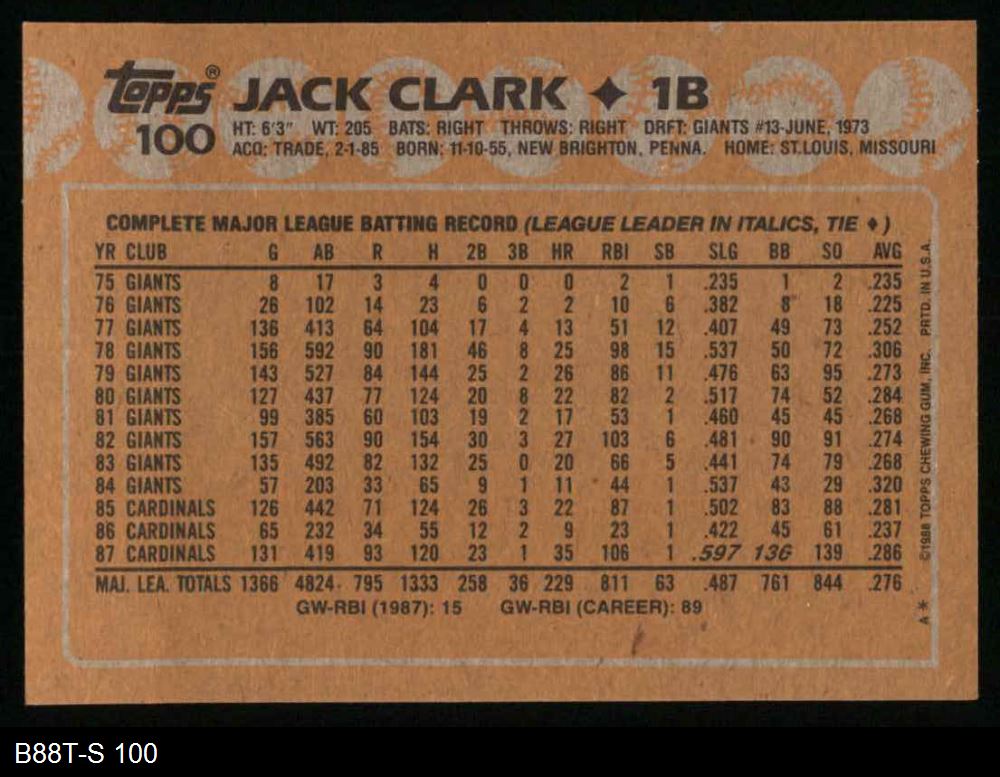 topps® JACK CLARK ◆ 1B
100 HT: 6'3" WT: 205 BATS: RIGHT THROWS: RIGHT DRFT: GIANTS #13-JUNE, 1973
ACQ: TRADE, 2-1-85 BORN: 11-10-55, NEW BRIGHTON, PENNA. HOME: ST.LOUIS, MISSOURI
COMPLETE MAJOR LEAGUE BATTING RECORD (LEAGUE LEADER IN ITALICS, TIE ♦)
YR CLUB G AB R H 2B 3B HR RBI SB SLG BB SO AVG
75 GIANTS 8 17 3 4 0 0 0 2 1 .235 1 2 .235
76 GIANTS 26 102 14 23 6 2 2 10 6 .382 8 18 .225
77 GIANTS 136 413 64 104 17 4 13 51 12 .407 49 73 .252
78 GIANTS 156 592 90 181 46 8 25 98 15 .537 50 72 .306
79 GIANTS 143 527 84 144 25 2 26 86 11 .476 63 95 .273
80 GIANTS 127 437 77 124 20 8 22 82 2 .517 74 52 .284
81 GIANTS 99 385 60 103 19 2 17 53 1 .460 45 45 .268
82 GIANTS 157 563 90 154 30 3 27 103 6 .481 90 91 .274
83 GIANTS 135 492 82 132 25 0 20 66 5 .441 74 79 .268
84 GIANTS 57 203 33 65 9 1 11 44 1 .537 43 29 .320
85 CARDINALS 126 442 71 124 26 3 22 87 1 .502 83 88 .281
86 CARDINALS 65 232 34 55 12 2 9 23 1 .422 45 61 .237
87 CARDINALS 131 419 93 120 23 1 35 106 1 .597 136 139 .286
MAJ. LEA. TOTALS 1366 4824 795 1333 258 36 229 811 63 .487 761 844 .276
GW-RBI (1987): 15 GW-RBI (CAREER): 89
A * ©1988 TOPPS CHEWING GUM, INC. PRTD. IN U.S.A.
B88T-S 100